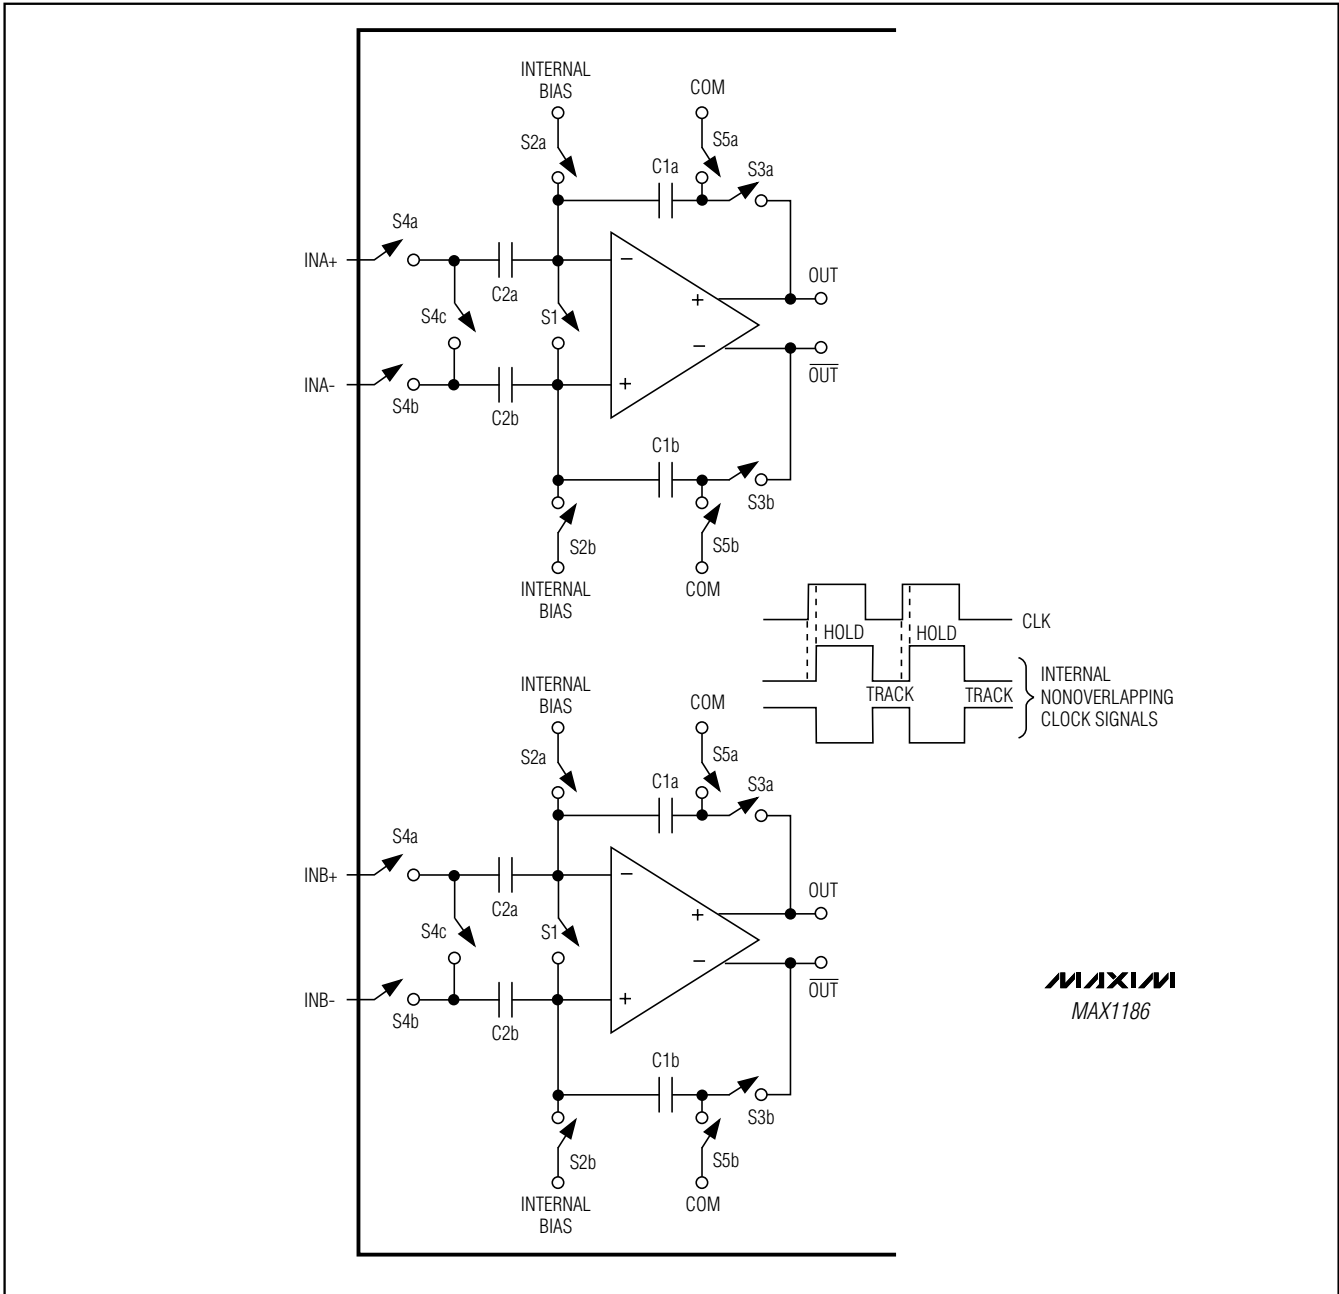 INTERNAL
BIAS
COM
S2a
S5a
C1a
S3a
S4a
INA+
−
OUT
C2a
+
S4c
S1
−
OUT
INA-
+
S4b
C2b
C1b
S3b
S2b
S5b
INTERNAL
BIAS
COM
CLK
HOLD
HOLD
INTERNAL
NONOVERLAPPING
CLOCK SIGNALS
TRACK
TRACK
INTERNAL
BIAS
COM
S2a
S5a
C1a
S3a
S4a
INB+
−
OUT
C2a
+
S4c
S1
−
OUT
INB-
+
S4b
C2b
MAXIM
MAX1186
C1b
S3b
S2b
S5b
INTERNAL
BIAS
COM